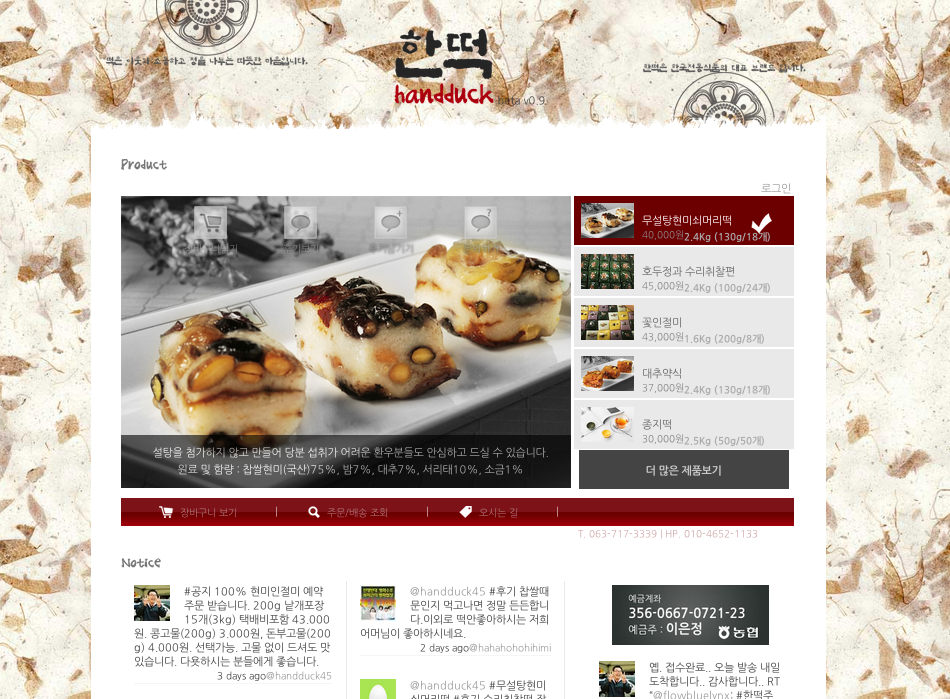 떡은 이웃과 소통하고 정을 나누는 따뜻한 마음입니다.
한떡은 한국전통식품의 대표 브랜드 입니다.
한떡
handduck
beta v0.9.
Product
로그인
무설탕현미쇠머리떡
40,000원2.4Kg (130g/18개)
호두정과 수리취찰편
45,000원2.4Kg (100g/24개)
꽃인절미
43,000원1.6Kg (200g/8개)
대추약식
37,000원2.4Kg (130g/18개)
종지떡
30,000원2.5Kg (50g/50개)
더 많은 제품보기
설탕을 첨가하지 않고 만들어 당분 섭취가 어려운 환우분들도 안심하고 드실 수 있습니다.
원료 및 함량 : 찹쌀현미(국산)75%, 밤7%, 대추7%, 서리태10%, 소금1%
장바구니 보기
주문/배송 조회
오시는 길
T. 063-717-3339 | HP. 010-4652-1133
Notice
#공지 100% 현미인절미 예약
주문 받습니다. 200g 낱개포장
15개(3kg) 택배비포함 43.000
원. 콩고물(200g) 3.000원, 돈부고물(200
g) 4.000원. 선택가능. 고물 없이 드셔도 맛
있습니다. 다욧하시는 분들에게 좋습니다.
3 days ago@handduck45
@handduck45 #후기 찹쌀때
문인지 먹고나면 정말 든든합니
다.이외로 떡안좋아하시는 저희
어머님이 좋아하시네요.
2 days ago@hahahohohihimi
@handduck45 #무설탕현미
예금계좌
356-0667-0721-23
예금주 : 이은정
농협
옙. 접수완료.. 오늘 발송 내일
도착합니다.. 감사합니다.. RT
"@flowbluelynx: #한떡주